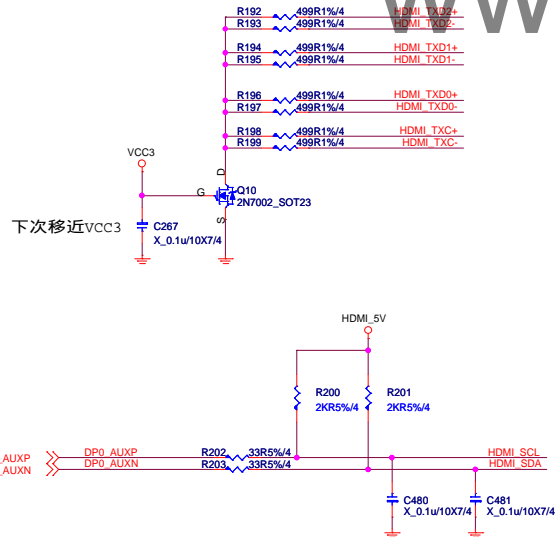 WW
R192 499R1%/4 HDMI_TXD2+
R193 499R1%/4 HDMI_TXD2-
R194 499R1%/4 HDMI_TXD1+
R195 499R1%/4 HDMI_TXD1-
R196 499R1%/4 HDMI_TXD0+
R197 499R1%/4 HDMI_TXD0-
R198 499R1%/4 HDMI_TXC+
R199 499R1%/4 HDMI_TXC-
VCC3
D
G Q10
2N7002_SOT23
S
下次移近VCC3 C267
X_0.1u/10X7/4
HDMI_5V
R200 R201
2KR5%/4 2KR5%/4
_AUXP DP0_AUXP R202 33R5%/4 HDMI_SCL
_AUXN DP0_AUXN R203 33R5%/4 HDMI_SDA
C480 C481
X_0.1u/10X7/4 X_0.1u/10X7/4